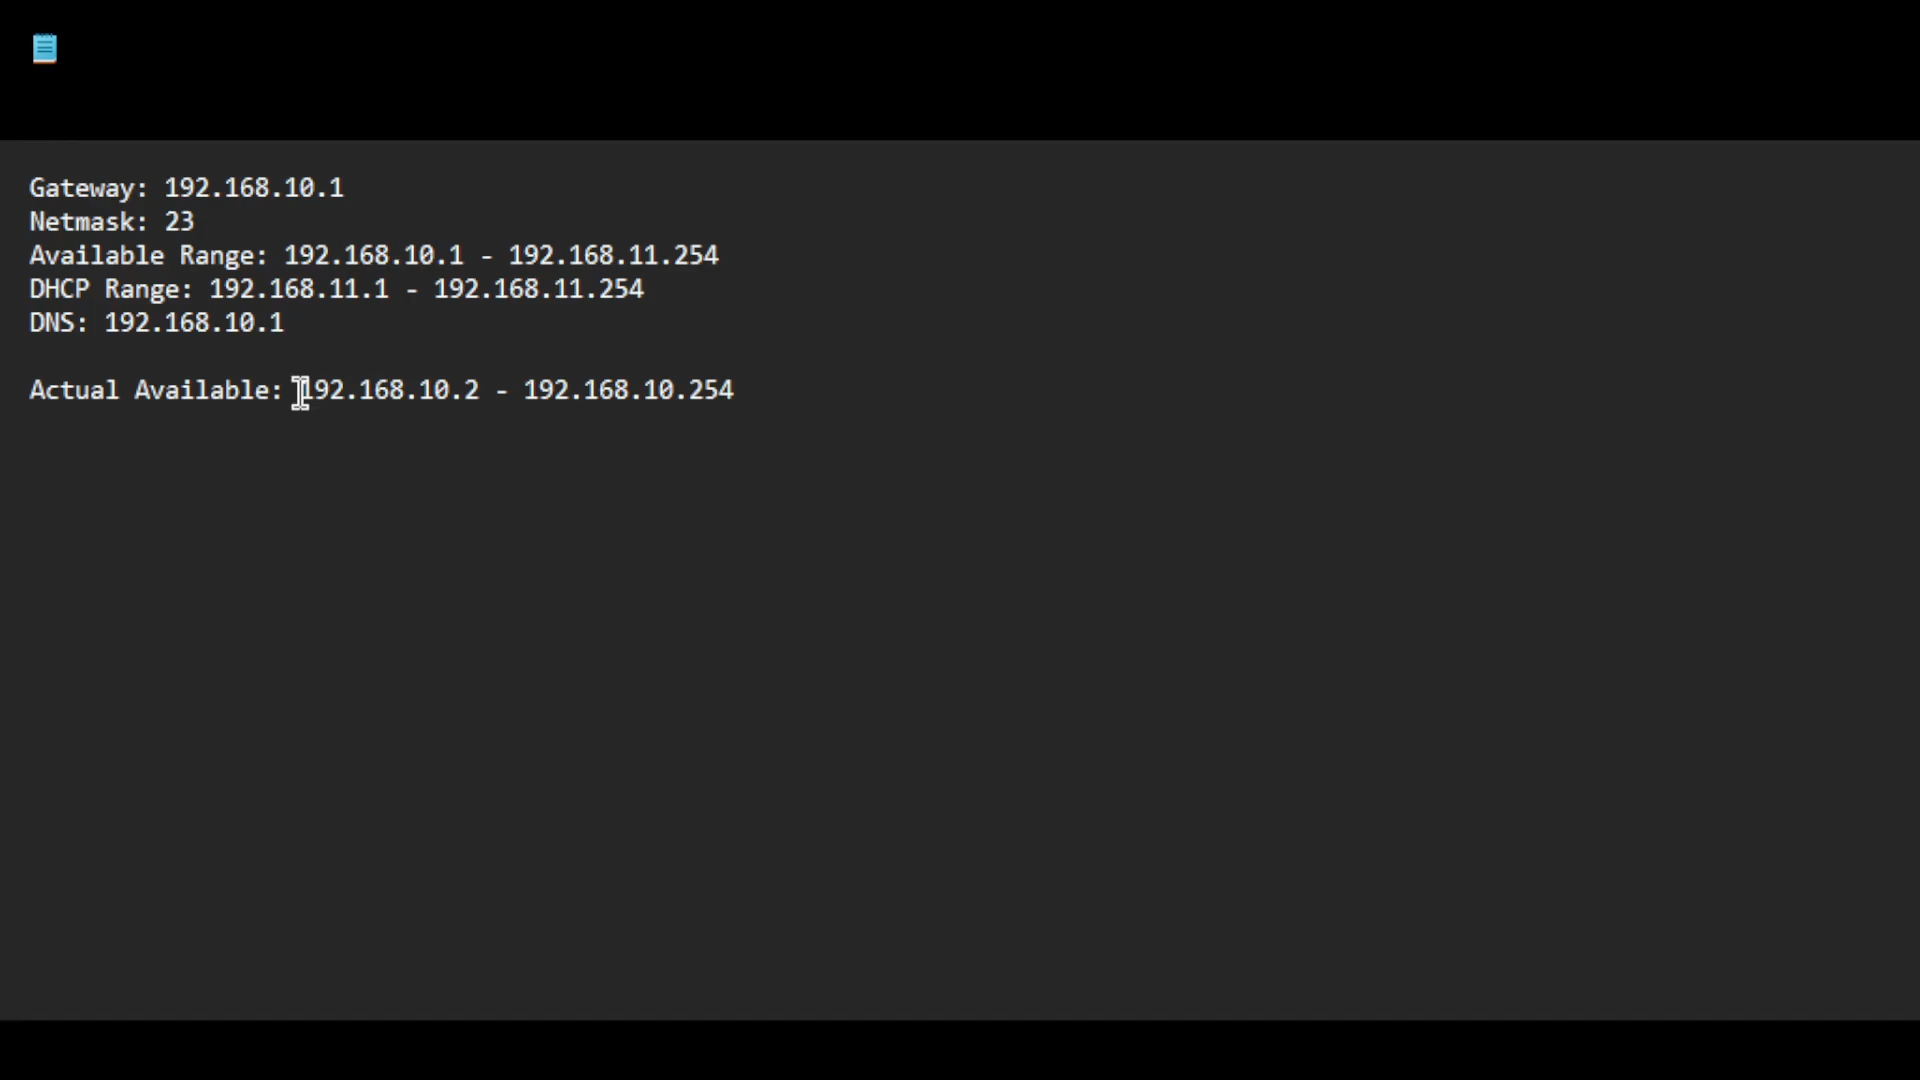 Gateway: 192.168.10.1
Netmask: 23
Available Range: 192.168.10.1 - 192.168.11.254
DHCP Range: 192.168.11.1 - 192.168.11.254
DNS: 192.168.10.1
Actual Available: 192.168.10.2 - 192.168.10.254